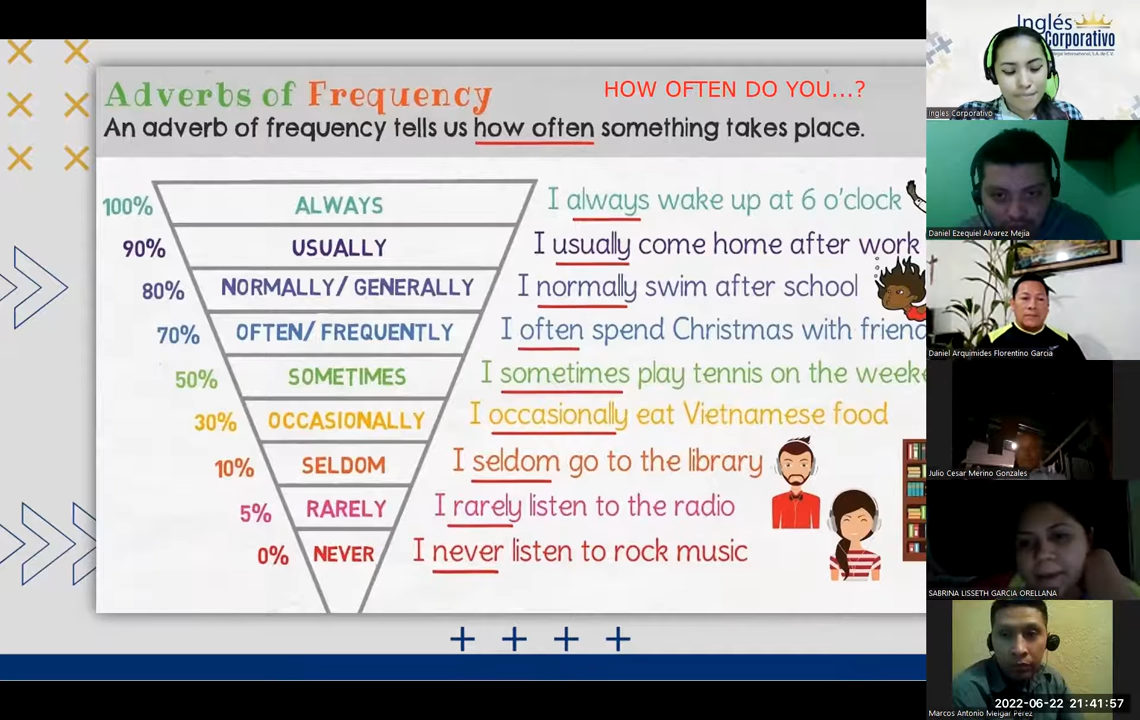 Adverbs of Frequency
HOW OFTEN DO YOU...?
An adverb of frequency tells us how often something takes place.
100% ALWAYS I always wake up at 6 o'clock
90% USUALLY I usually come home after work
80% NORMALLY/ GENERALLY I normally swim after school
70% OFTEN/ FREQUENTLY I often spend Christmas with friend
50% SOMETIMES I sometimes play tennis on the week
30% OCCASIONALLY I occasionally eat Vietnamese food
10% SELDOM I seldom go to the library
5% RARELY I rarely listen to the radio
0% NEVER I never listen to rock music
Inglés
Corporativo
Ingles Corporativo
Daniel Ezequiel Alvarez Mejia
Daniel Arquimides Florentino Garcia
Julio Cesar Merino Gonzales
SABRINA LISSETH GARCIA ORELLANA
2022-06-22 21:41:57
Marcos Antonio Melgar Perez